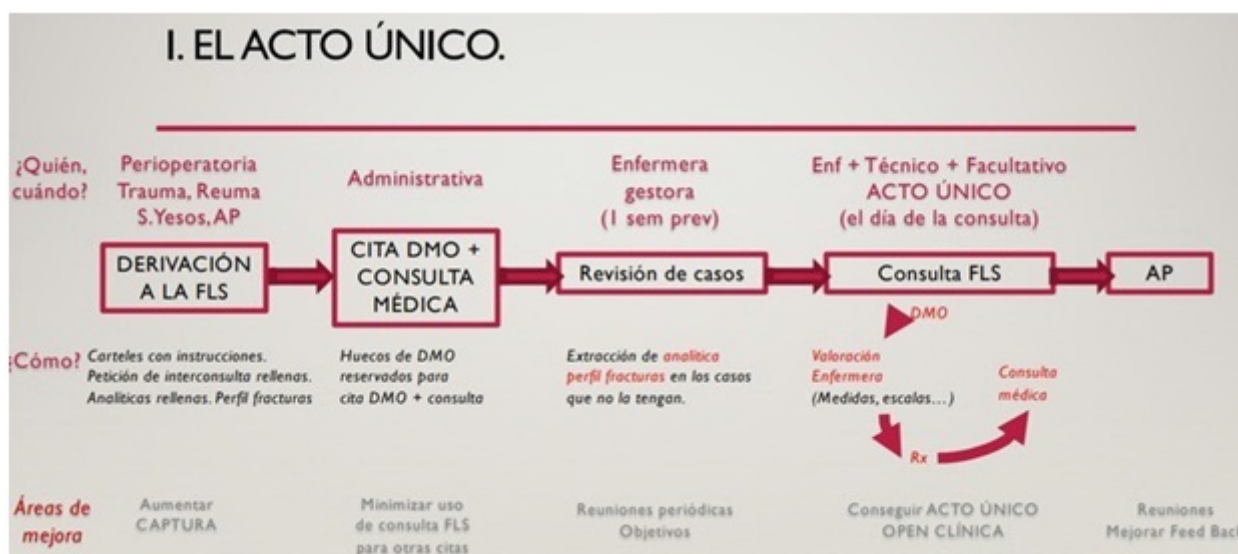 I. EL ACTO ÚNICO.
¿Quién,
cuándo?
Perioperatoria
Trauma, Reuma
S.Yesos, AP
Administrativa
Enfermera
gestora
(1 sem prev)
Enf + Técnico + Facultativo
ACTO ÚNICO
(el día de la consulta)
DERIVACIÓN
A LA FLS
CITA DMO +
CONSULTA
MÉDICA
Revisión de casos
Consulta FLS
AP
¿Cómo?
Carteles con instrucciones.
Petición de interconsulta rellenas.
Analíticas rellenas. Perfil fracturas
Huecos de DMO
reservados para
cita DMO + consulta
Extracción de analítica
perfil fracturas en los casos
que no la tengan.
DMO
Valoración
Enfermera
(Medidas, escalas...)
Rx
Consulta
médica
Áreas de
mejora
Aumentar
CAPTURA
Minimizar uso
de consulta FLS
para otras citas
Reuniones periódicas
Objetivos
Conseguir ACTO ÚNICO
OPEN CLÍNICA
Reuniones
Mejorar Feed Back